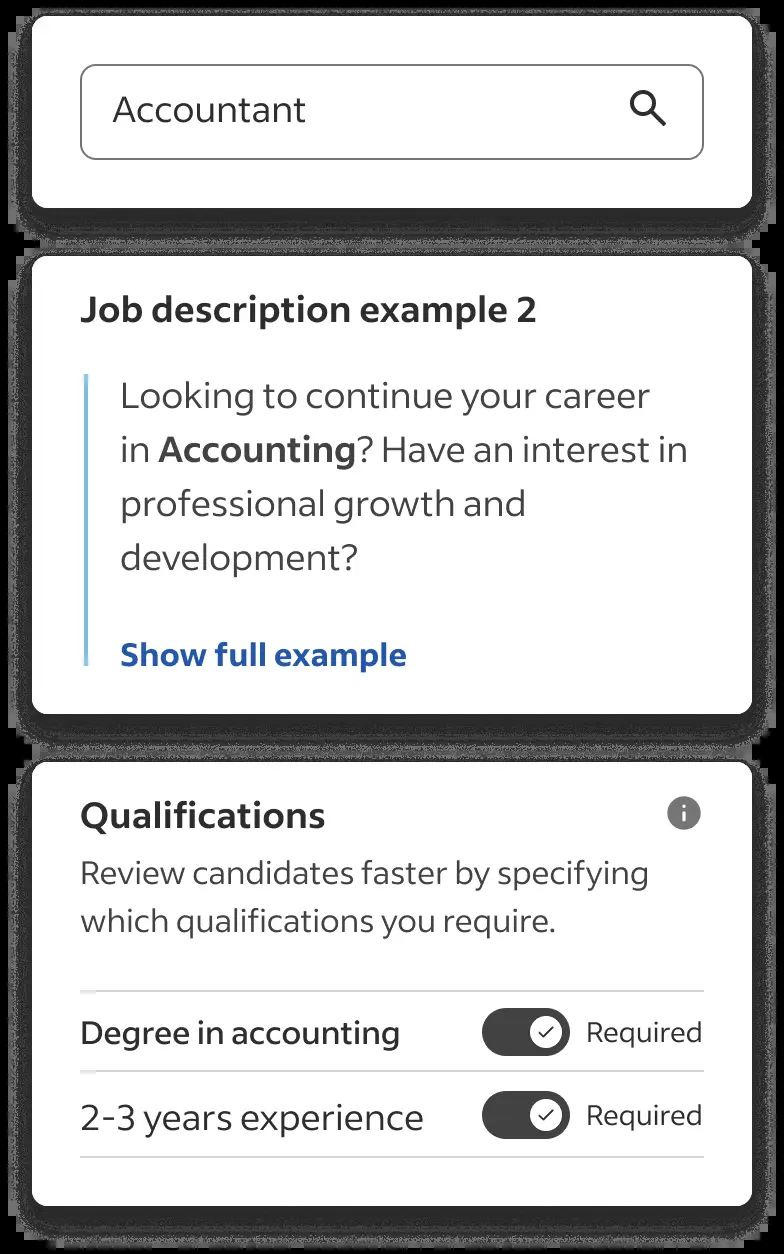 Accountant
Job description example 2
Looking to continue your career
in Accounting? Have an interest in
professional growth and
development?
Show full example
Qualifications
Review candidates faster by specifying
which qualifications you require.
Degree in accounting Required
2-3 years experience Required